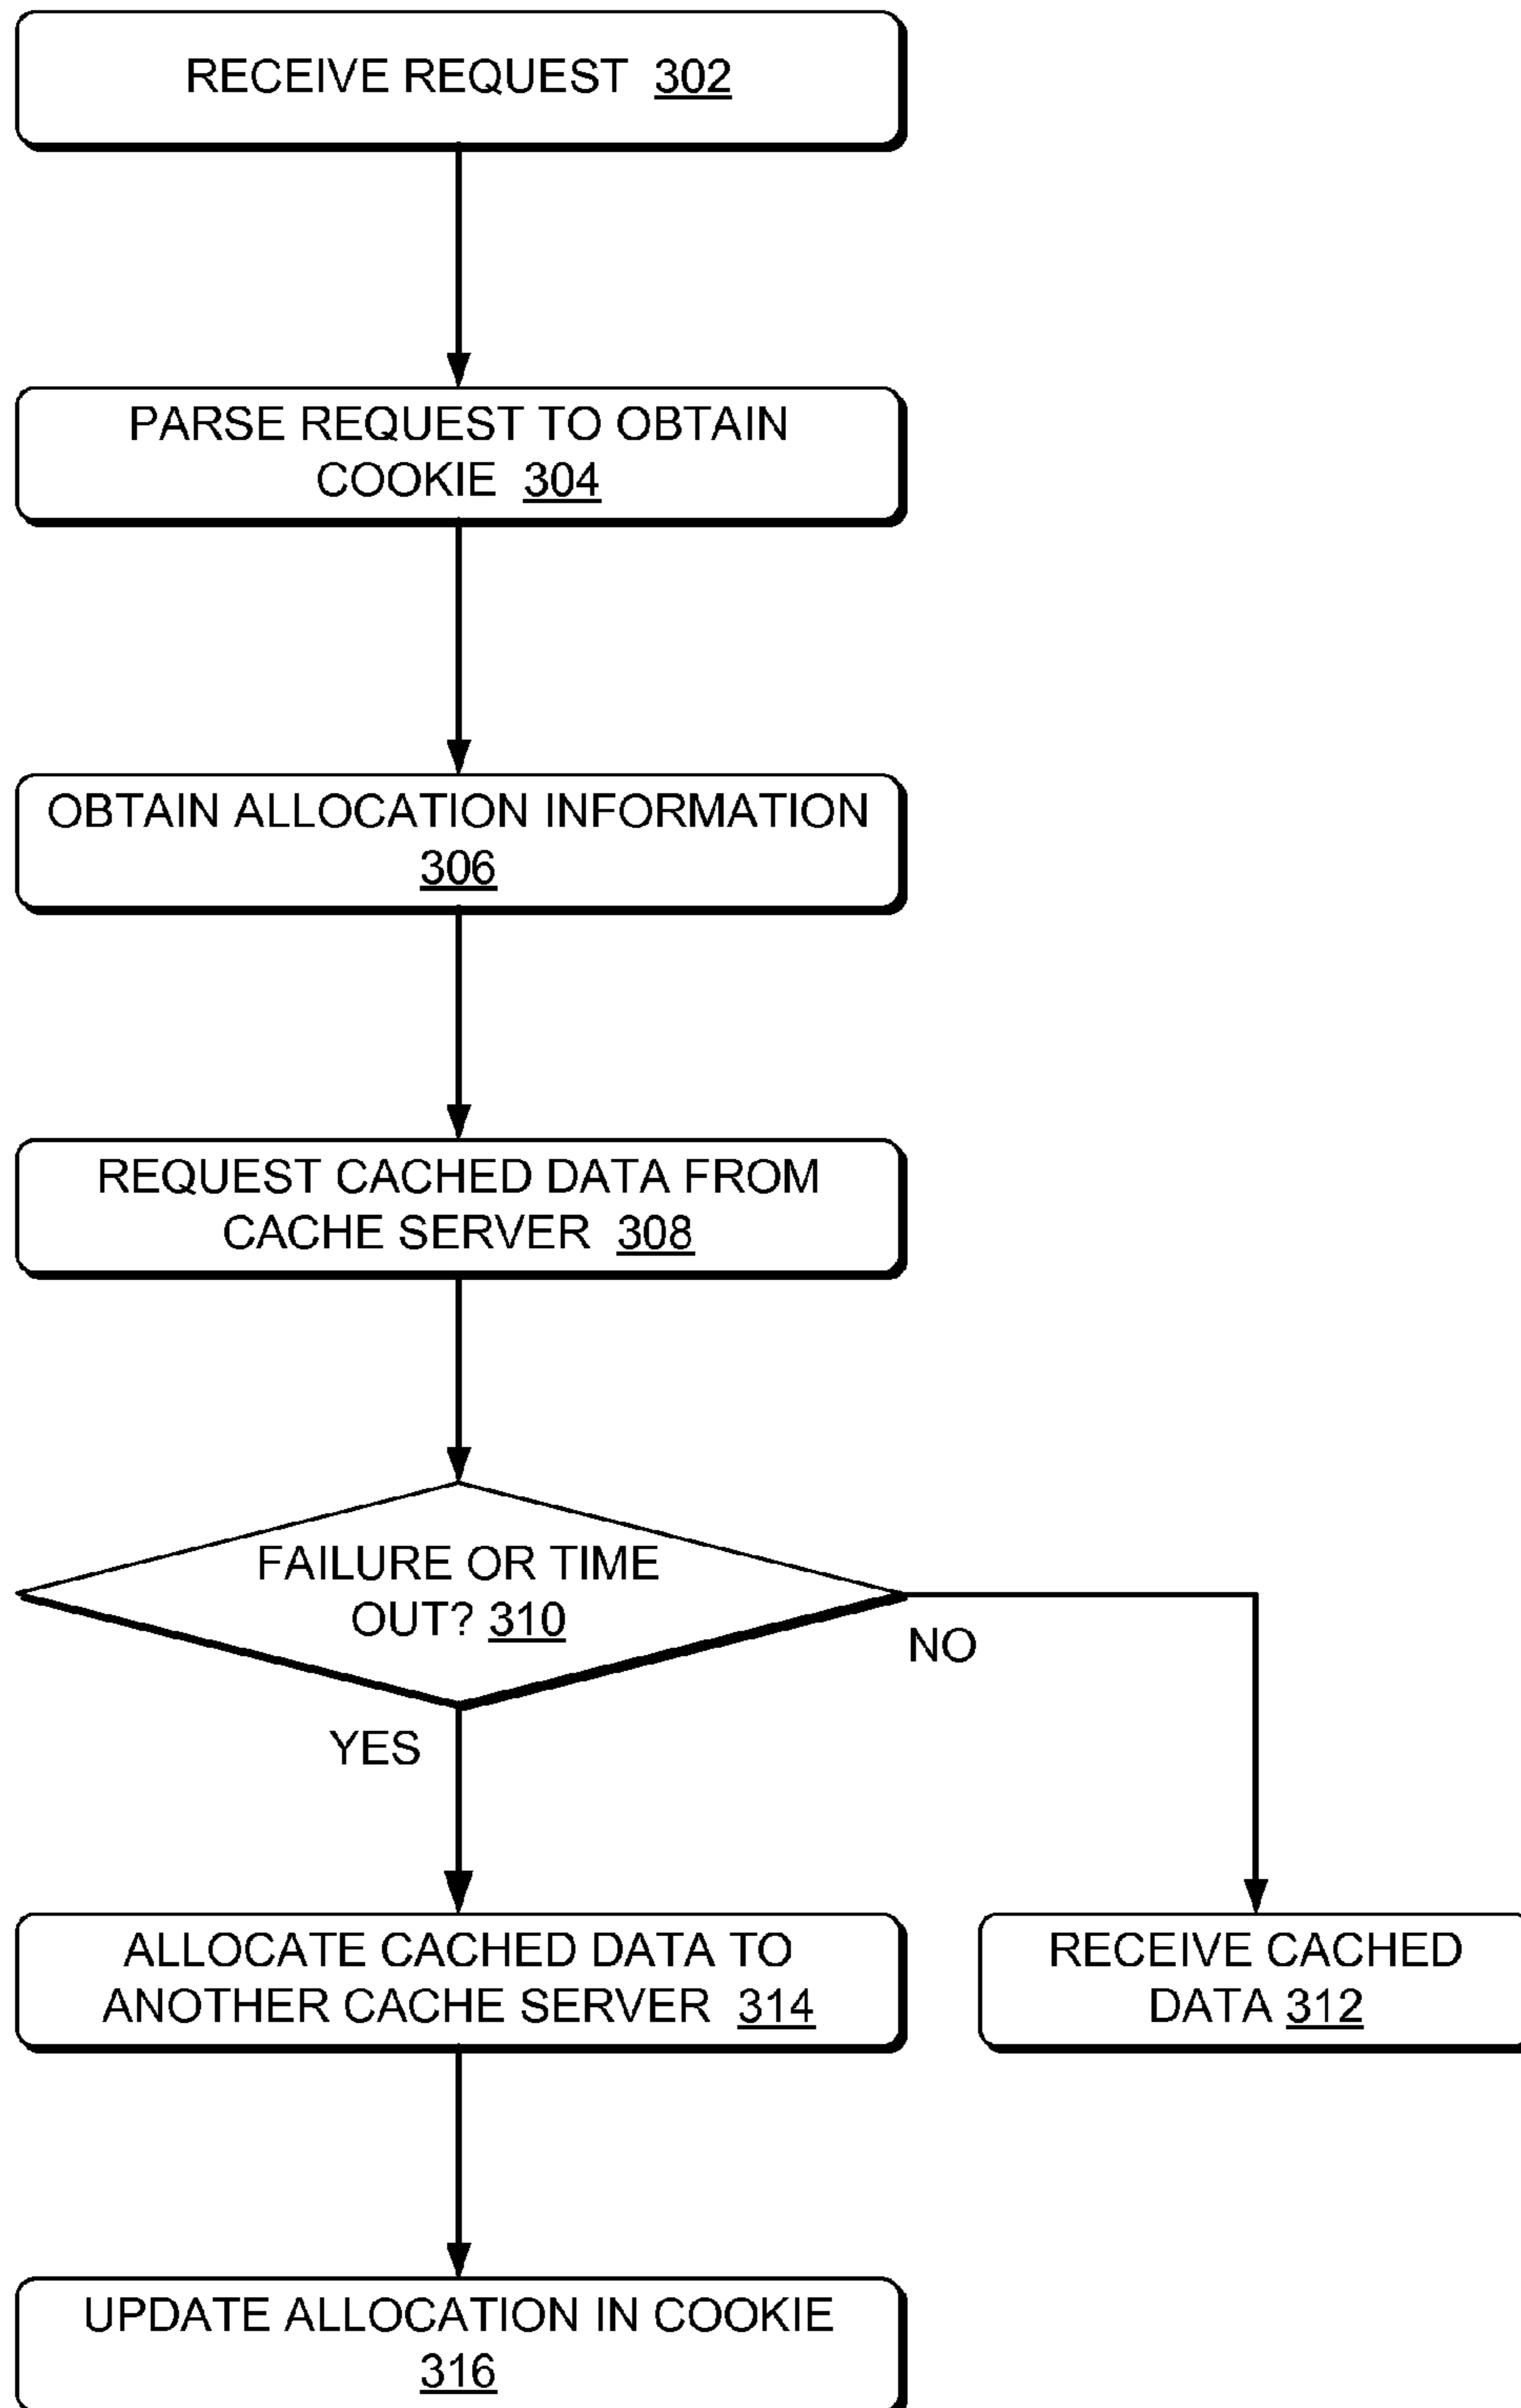 RECEIVE REQUEST 302
PARSE REQUEST TO OBTAIN
COOKIE 304
OBTAIN ALLOCATION INFORMATION
306
REQUEST CACHED DATA FROM
CACHE SERVER 308
FAILURE OR TIME
OUT? 310
NO
YES
ALLOCATE CACHED DATA TO
ANOTHER CACHE SERVER 314
RECEIVE CACHED
DATA 312
UPDATE ALLOCATION IN COOKIE
316